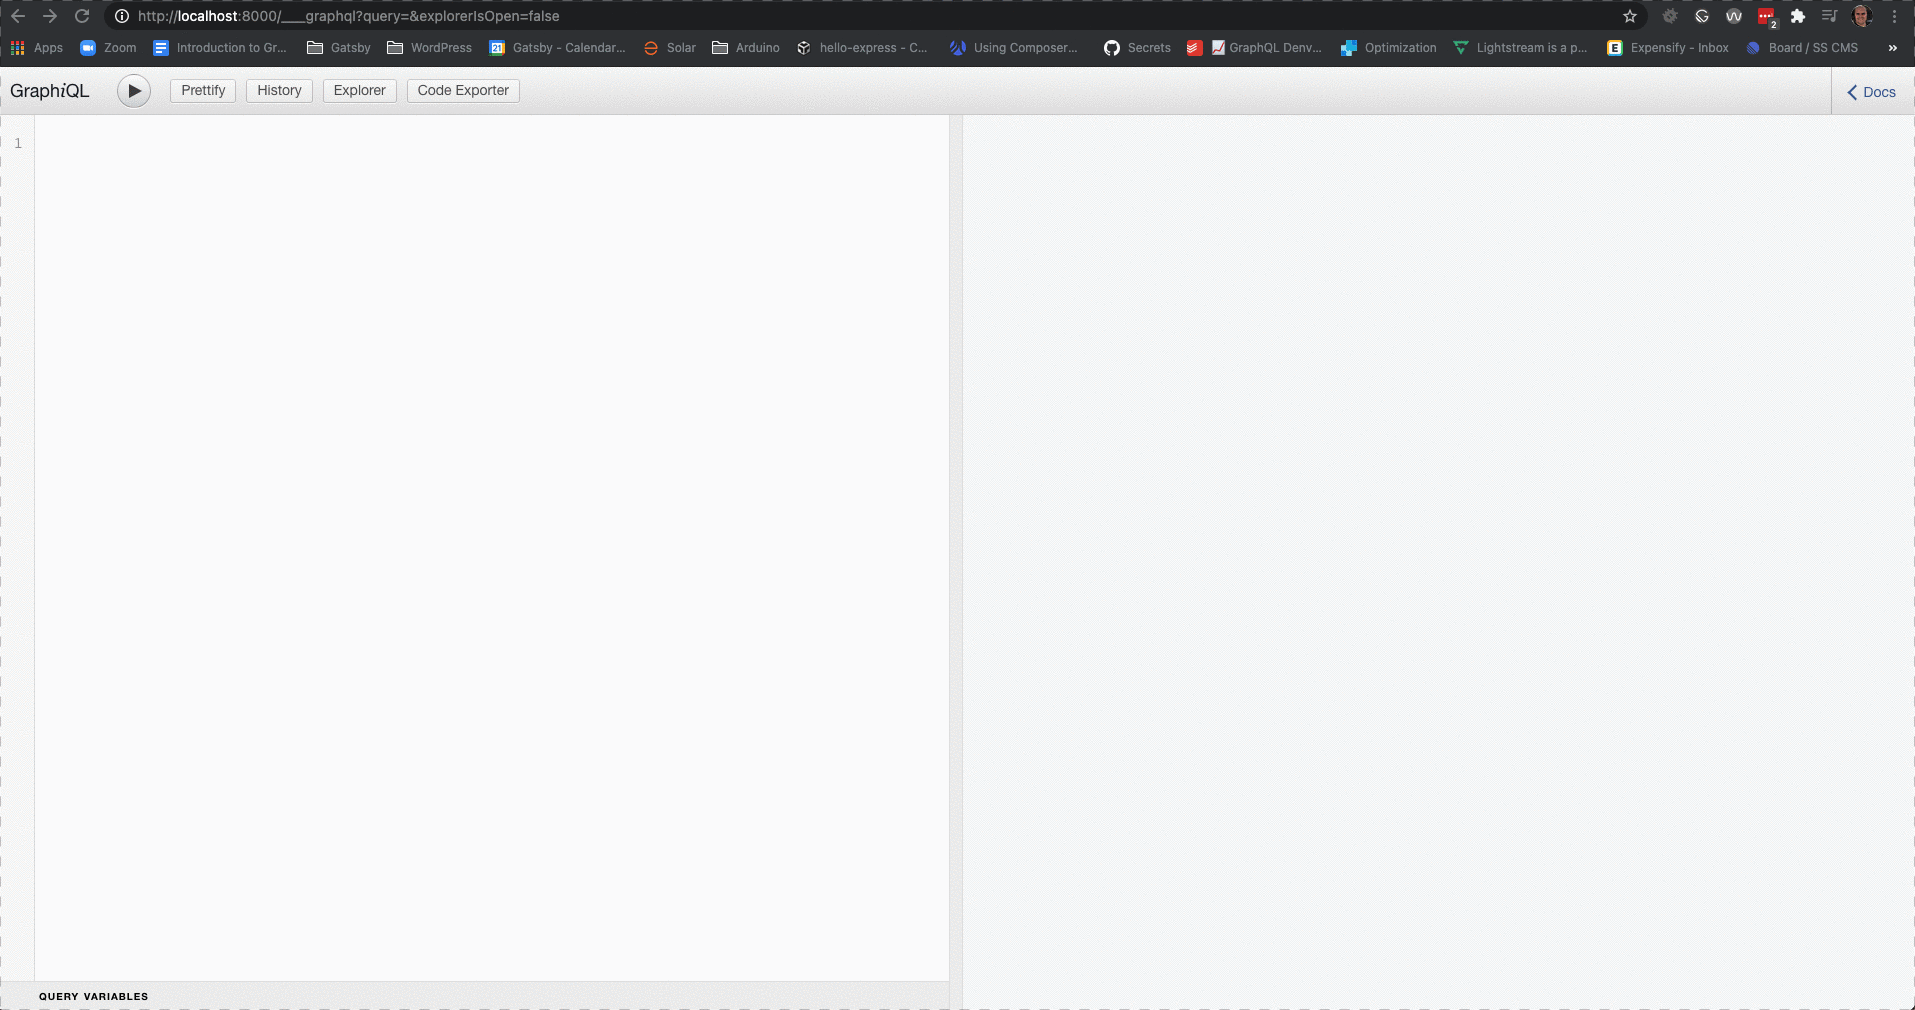 http://localhost:8000/___graphql?query=&explorerIsOpen=false
2
Apps Zoom Introduction to Gr... Gatsby WordPress 21 Gatsby - Calendar... Solar Arduino hello-express - C... Using Composer... Secrets GraphQL Denv... Optimization Lightstream is a p... E Expensify - Inbox Board / SS CMS »
GraphiQL Prettify History Explorer Code Exporter Docs
1
QUERY VARIABLES